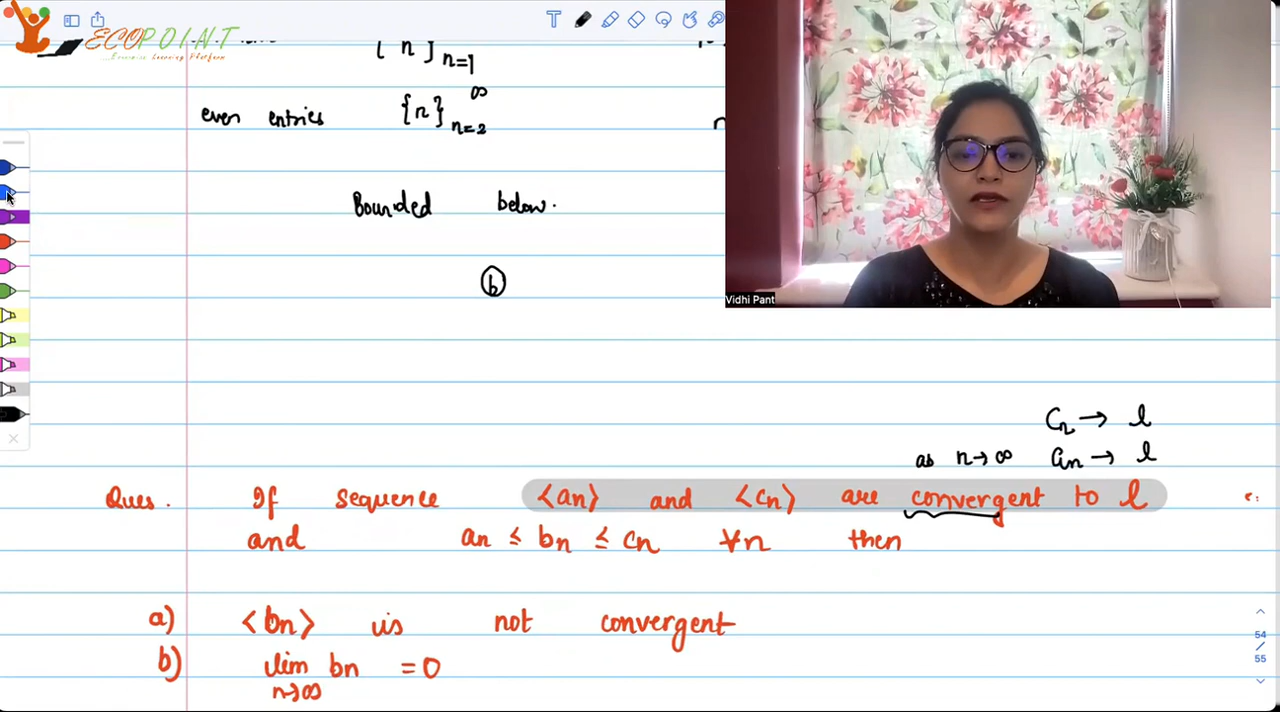 ECOPOINT
{n}n=1
even entries {n}∞n=2
Bounded below.
b
Cn → l
as n→∞ an → l
Ques. If sequence <an> and <cn> are convergent to l
and an ≤ bn ≤ cn ∀n then
a) <bn> is not convergent
b) lim n→∞ bn = 0
Vidhi Pant
54
/
55